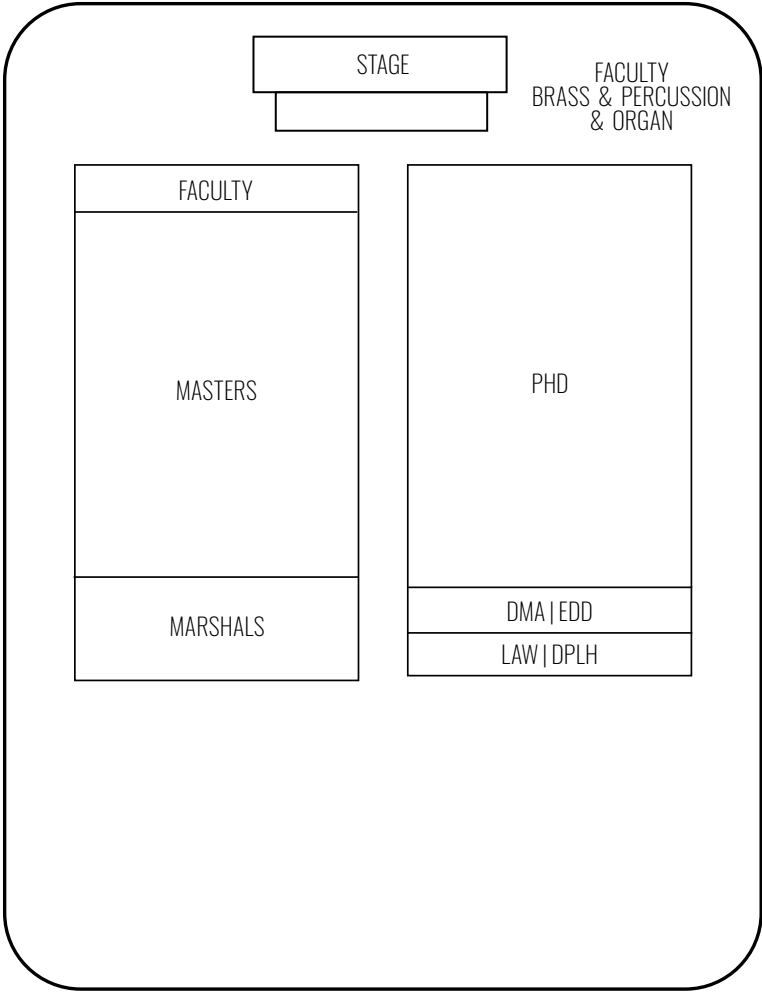 STAGE
FACULTY
BRASS & PERCUSSION
& ORGAN
FACULTY
MASTERS
MARSHALS
PHD
DMA | EDD
LAW | DPLH